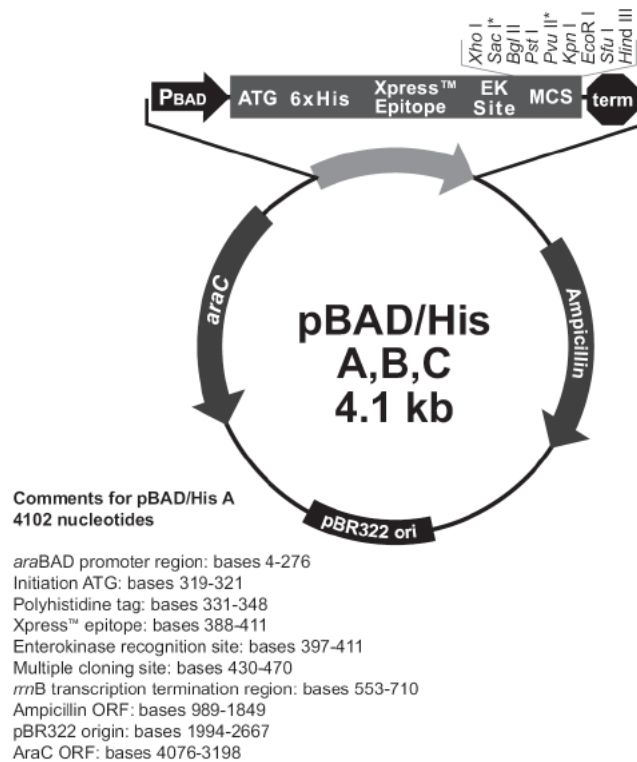 Xho I
Sac I*
Bgl II
Pst I
Pvu II*
Kpn I
EcoR I
Sfu I
Hind III
PBAD
ATG 6xHis Xpress™ Epitope EK Site MCS
term
araC
Ampicillin
pBAD/His
A,B,C
4.1 kb
pBR322 ori
Comments for pBAD/His A
4102 nucleotides
araBAD promoter region: bases 4-276
Initiation ATG: bases 319-321
Polyhistidine tag: bases 331-348
Xpress™ epitope: bases 388-411
Enterokinase recognition site: bases 397-411
Multiple cloning site: bases 430-470
rrnB transcription termination region: bases 553-710
Ampicillin ORF: bases 989-1849
pBR322 origin: bases 1994-2667
AraC ORF: bases 4076-3198